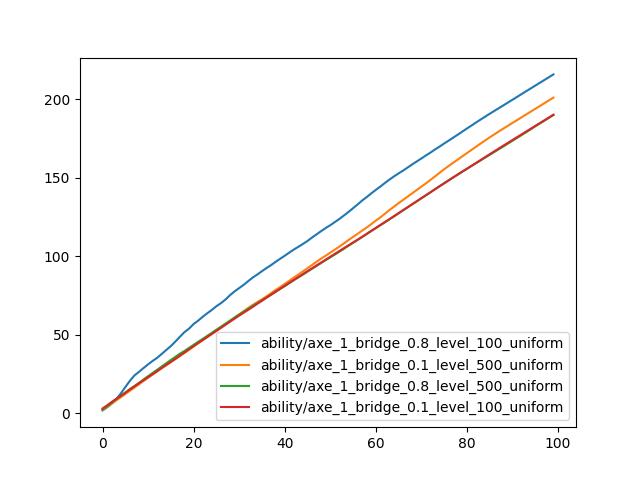 200
150
100
50
0
ability/axe_1_bridge_0.8_level_100_uniform
ability/axe_1_bridge_0.1_level_500_uniform
ability/axe_1_bridge_0.8_level_500_uniform
ability/axe_1_bridge_0.1_level_100_uniform
0 20 40 60 80 100